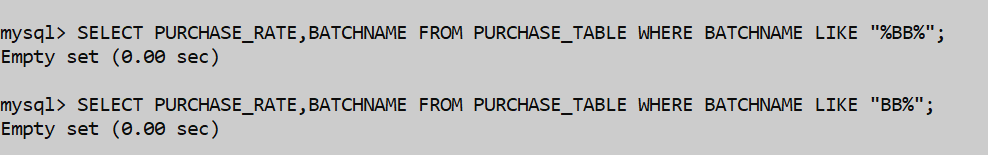 mysql> SELECT PURCHASE_RATE,BATCHNAME FROM PURCHASE_TABLE WHERE BATCHNAME LIKE "%BB%";
Empty set (0.00 sec)
mysql> SELECT PURCHASE_RATE,BATCHNAME FROM PURCHASE_TABLE WHERE BATCHNAME LIKE "BB%";
Empty set (0.00 sec)